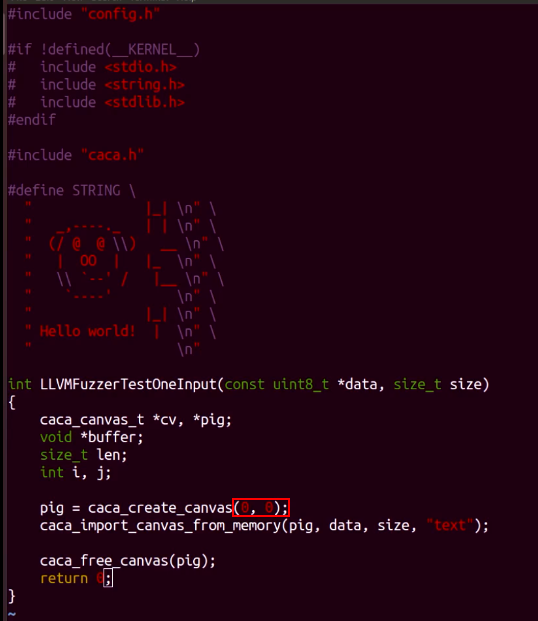 #include "config.h"
#if !defined(__KERNEL__)
#   include <stdio.h>
#   include <string.h>
#   include <stdlib.h>
#endif
#include "caca.h"
#define STRING \
  "              |_| \n" \
  "   _,----._   | | \n" \
  "  (/ @  @ \\)   __ \n" \
  "   |  OO  |   |_  \n" \
  "   \\ `--' /   |__ \n" \
  "    `----'        \n" \
  "              |_| \n" \
  " Hello world!  |  \n" \
  "                  \n"
int LLVMFuzzerTestOneInput(const uint8_t *data, size_t size)
{
    caca_canvas_t *cv, *pig;
    void *buffer;
    size_t len;
    int i, j;
    pig = caca_create_canvas(0, 0);
    caca_import_canvas_from_memory(pig, data, size, "text");
    caca_free_canvas(pig);
    return 0;
}
~